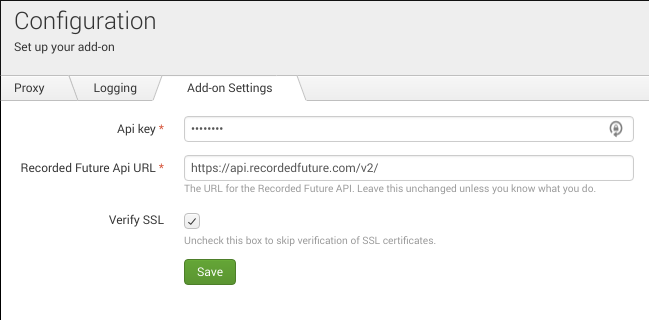 Configuration
Set up your add-on
Proxy Logging Add-on Settings
Api key * ••••••••
Recorded Future Api URL * https://api.recordedfuture.com/v2/
The URL for the Recorded Future API. Leave this unchanged unless you know what you do.
Verify SSL
Uncheck this box to skip verification of SSL certificates.
Save